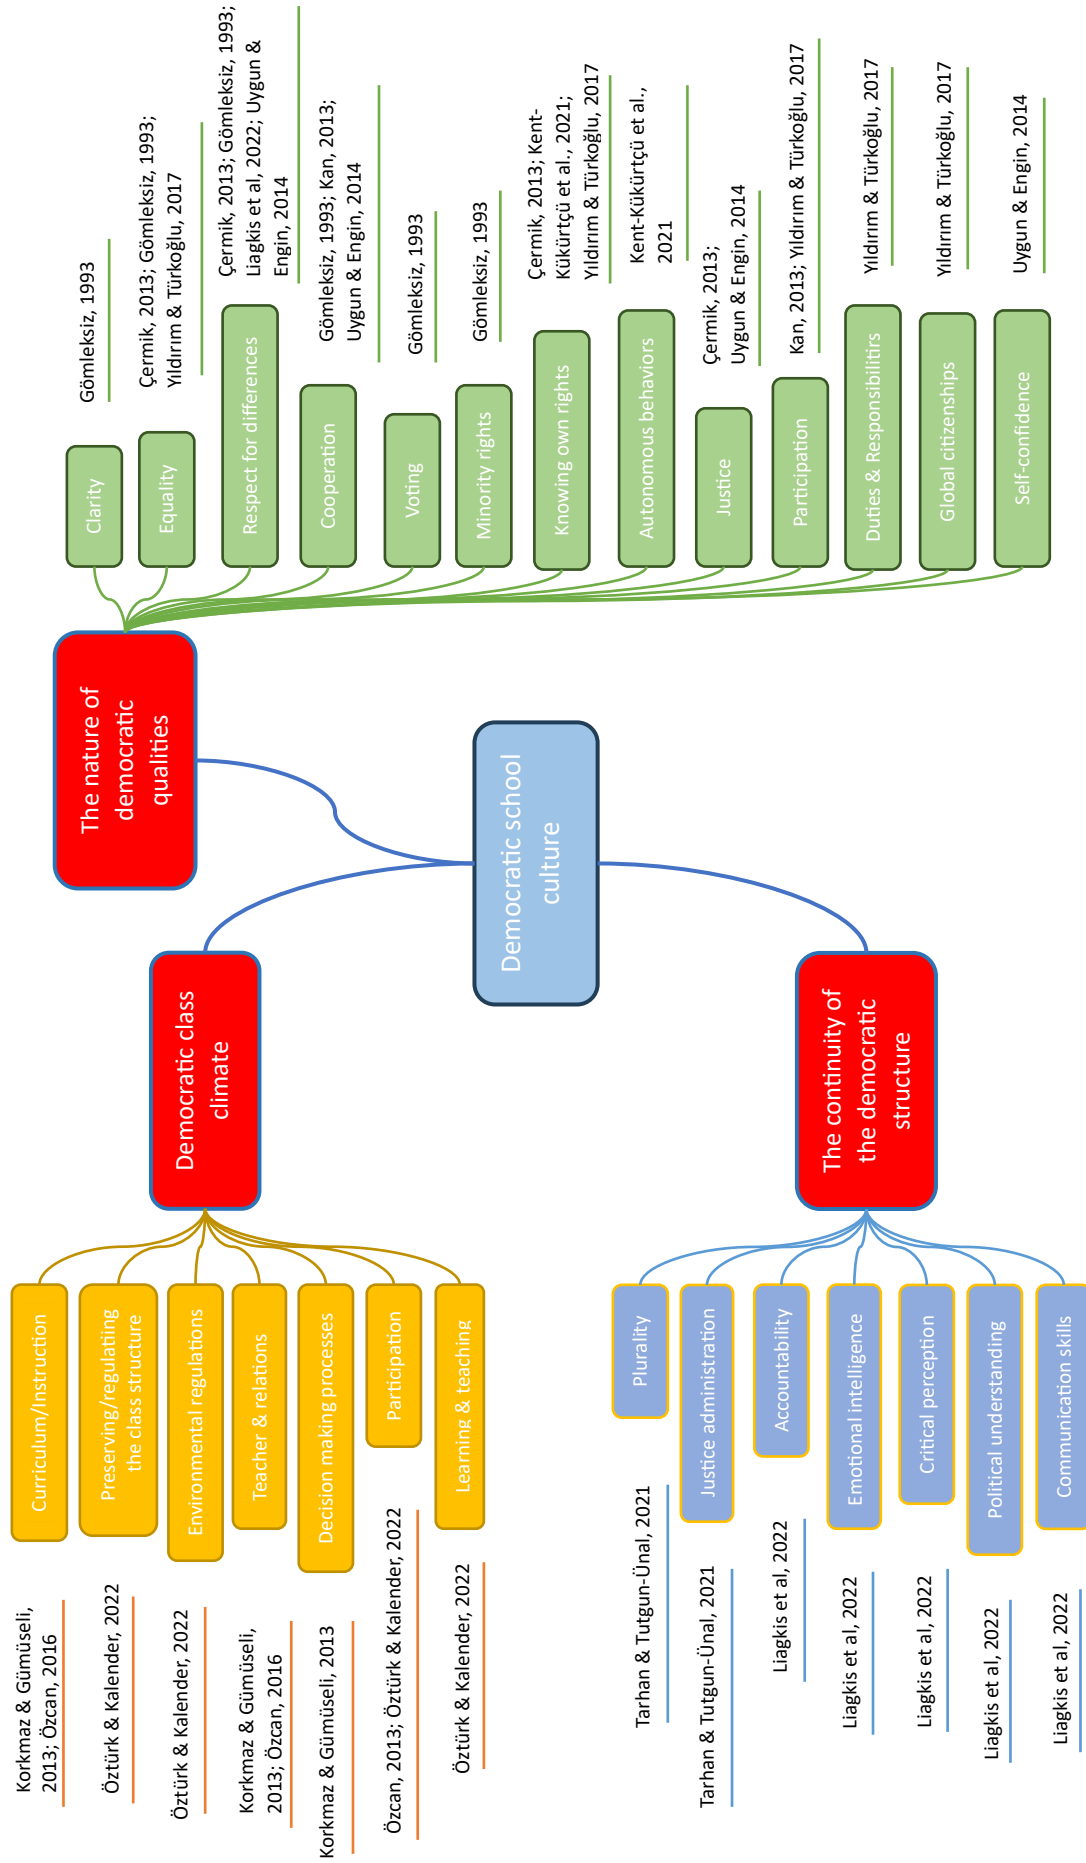 Korkmaz & Gümüseli,
2013; Özcan, 2016
Curriculum/Instruction
Öztürk & Kalender, 2022
Preserving/regulatiing
the class structure
Öztürk & Kalender, 2022
Environmental regulations
Korkmaz & Gümüseli,
2013; Özcan, 2016
Teacher & relations
Korkmaz & Gümüseli, 2013
Decision making processes
Özcan, 2013; Öztürk & Kalender, 2022
Participation
Öztürk & Kalender, 2022
Learning & teaching
Democratic class
climate
The nature of
democratic
qualities
Clarity
Gömleksiz, 1993
Equality
Çermik, 2013; Gömleksiz, 1993;
Yıldırım & Türkoğlu, 2017
Respect for differences
Çermik, 2013; Gömleksiz, 1993;
Liagkis et al, 2022; Uygun &
Engin, 2014
Cooperation
Gömleksiz, 1993; Kan, 2013;
Uygun & Engin, 2014
Voting
Gömleksiz, 1993
Minority rights
Gömleksiz, 1993
Knowing own rights
Çermik, 2013; Kent-
Kükürtçü et al., 2021;
Yıldırım & Türkoğlu, 2017
Autonomous behaviors
Kent-Kükürtçü et al.,
2021
Justice
Çermik, 2013;
Uygun & Engin, 2014
Participation
Kan, 2013; Yıldırım & Türkoğlu, 2017
Duties & Responsibilitirs
Yıldırım & Türkoğlu, 2017
Global citizenships
Yıldırım & Türkoğlu, 2017
Self-confidence
Uygun & Engin, 2014
Democratic school
culture
Tarhan & Tutgun-Ünal, 2021
Plurality
Tarhan & Tutgun-Ünal, 2021
Justice administration
Liagkis et al, 2022
Accountability
Liagkis et al, 2022
Emotional intelligence
Liagkis et al, 2022
Critical perception
Liagkis et al, 2022
Political understanding
Liagkis et al, 2022
Communication skills
The continuity of
the democratic
structure